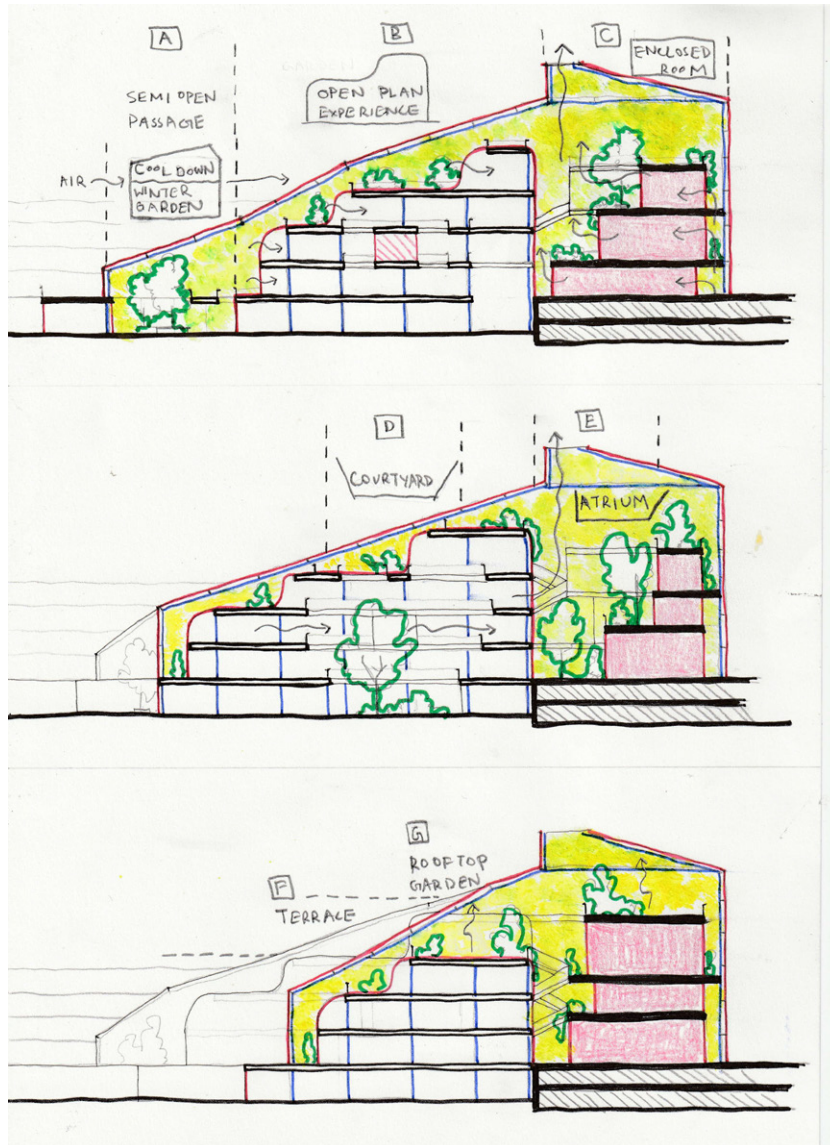 A
B
C
ENCLOSED
ROOM
SEMI OPEN
PASSAGE
OPEN PLAN
EXPERIENCE
AIR
COOL DOWN
WINTER
GARDEN
D
E
COURTYARD
ATRIUM
G
ROOFTOP
GARDEN
F
TERRACE